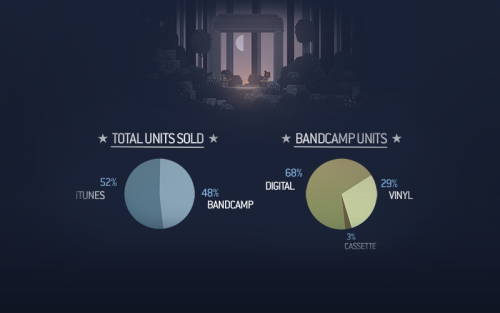 ★ TOTAL UNITS SOLD ★
★ BANDCAMP UNITS ★
52%
iTUNES
48%
BANDCAMP
68%
DIGITAL
29%
VINYL
3%
CASSETTE